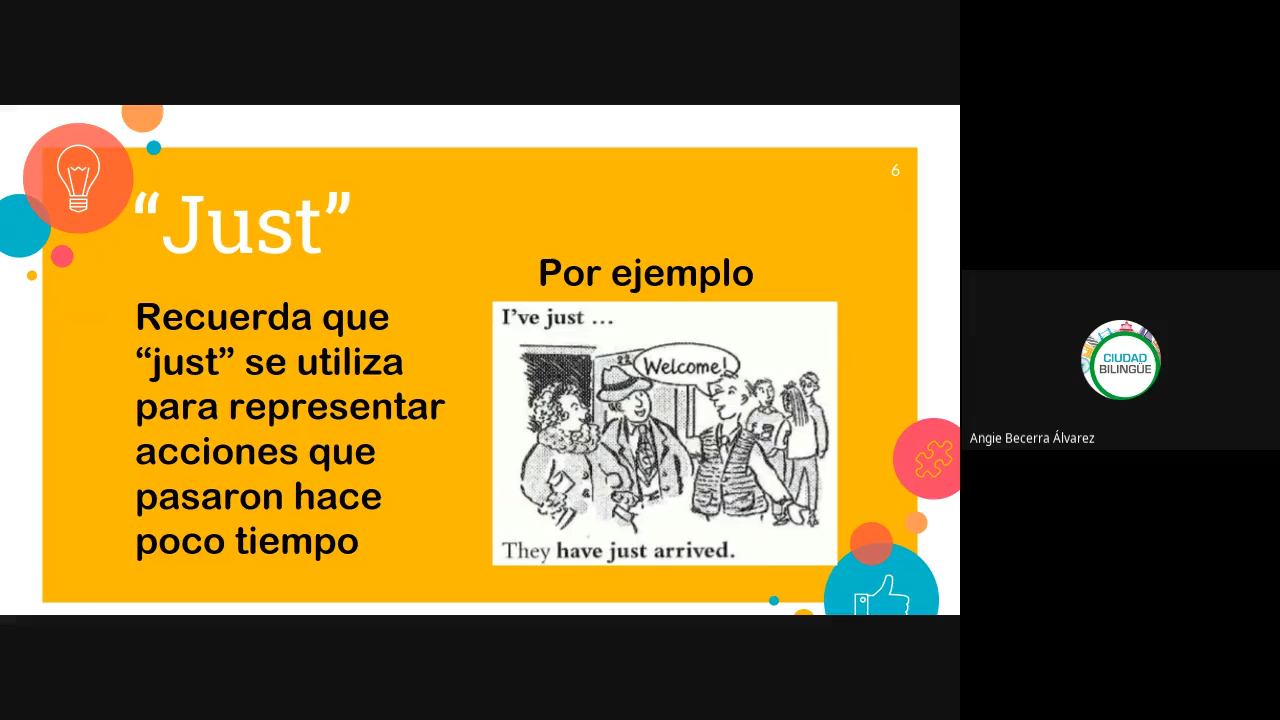 6
“Just”
Recuerda que
“just” se utiliza
para representar
acciones que
pasaron hace
poco tiempo
Por ejemplo
I’ve just ...
Welcome!
They have just arrived.
CIUDAD
BILINGÜE
Angie Becerra Álvarez